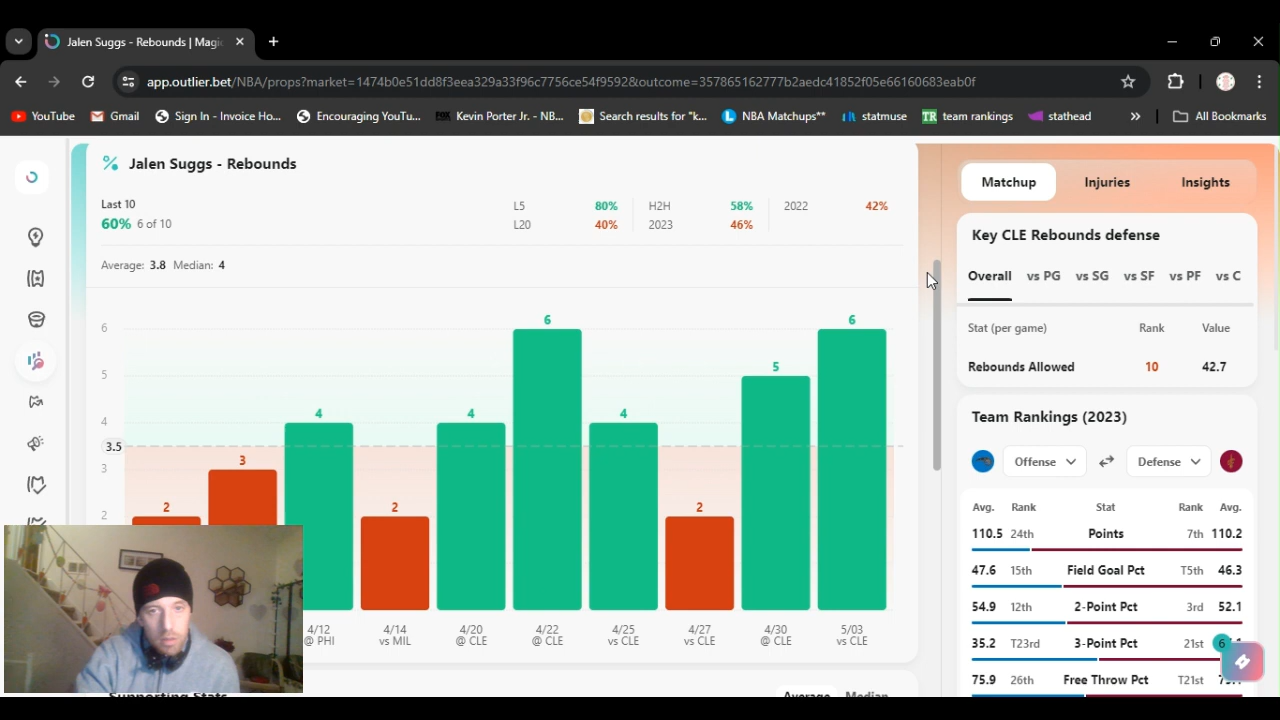 Jalen Suggs - Rebounds | Magi
app.outlier.bet/NBA/props?market=1474b0e51dd8f3eea329a33f96c7756ce54f9592&outcome=357865162777b2aedc41852f05e66160683eab0f
YouTube Gmail Sign In - Invoice Ho... Encouraging YouTu... Kevin Porter Jr. - NB... Search results for "k... NBA Matchups** statmuse TR team rankings stathead » All Bookmarks
Jalen Suggs - Rebounds
Last 10
60% 6 of 10
L5 80% H2H 58% 2022 42%
L20 40% 2023 46%
Average: 3.8 Median: 4
6
5
4
3.5
3
2
2
3
4
2
4
6
4
2
5
6
4/12 4/14 4/20 4/22 4/25 4/27 4/30 5/03
@ PHI vs MIL @ CLE @ CLE vs CLE vs CLE @ CLE vs CLE
Average Median
Matchup Injuries Insights
Key CLE Rebounds defense
Overall vs PG vs SG vs SF vs PF vs C
Stat (per game) Rank Value
Rebounds Allowed 10 42.7
Team Rankings (2023)
Offense Defense
Avg. Rank Stat Rank Avg.
110.5 24th Points 7th 110.2
47.6 15th Field Goal Pct T5th 46.3
54.9 12th 2-Point Pct 3rd 52.1
35.2 T23rd 3-Point Pct 21st
75.9 26th Free Throw Pct T21st